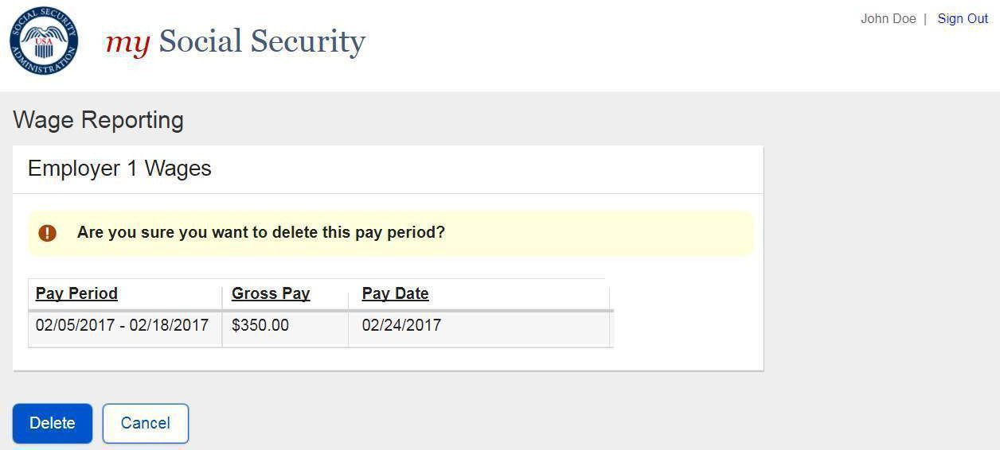 SOCIAL SECURITY ADMINISTRATION
USA
my Social Security
John Doe | Sign Out
Wage Reporting
Employer 1 Wages
! Are you sure you want to delete this pay period?
Pay Period Gross Pay Pay Date
02/05/2017 - 02/18/2017 $350.00 02/24/2017
Delete Cancel